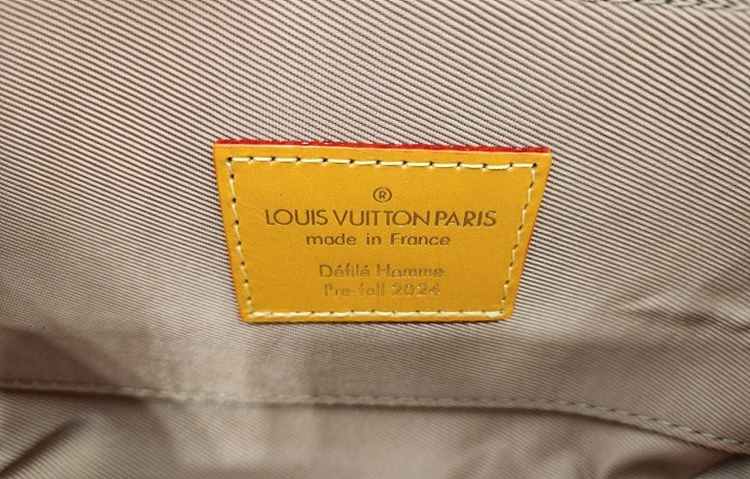 ®
LOUIS VUITTON PARIS
made in France
Défilé Homme
Pre-fall 2024